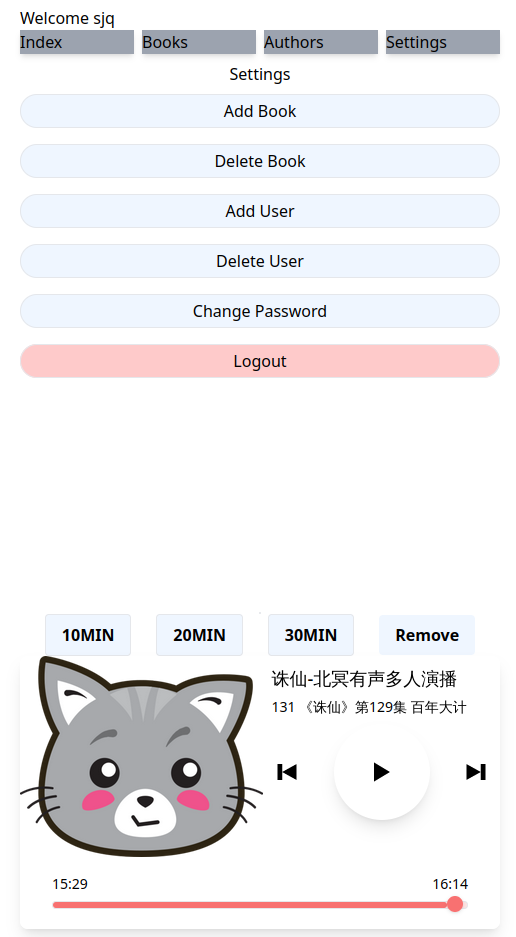 Welcome sjq
Index Books Authors Settings
Settings
Add Book
Delete Book
Add User
Delete User
Change Password
Logout
10MIN 20MIN 30MIN Remove
诛仙-北冥有声多人演播
131 《诛仙》第129集 百年大计
15:29 16:14